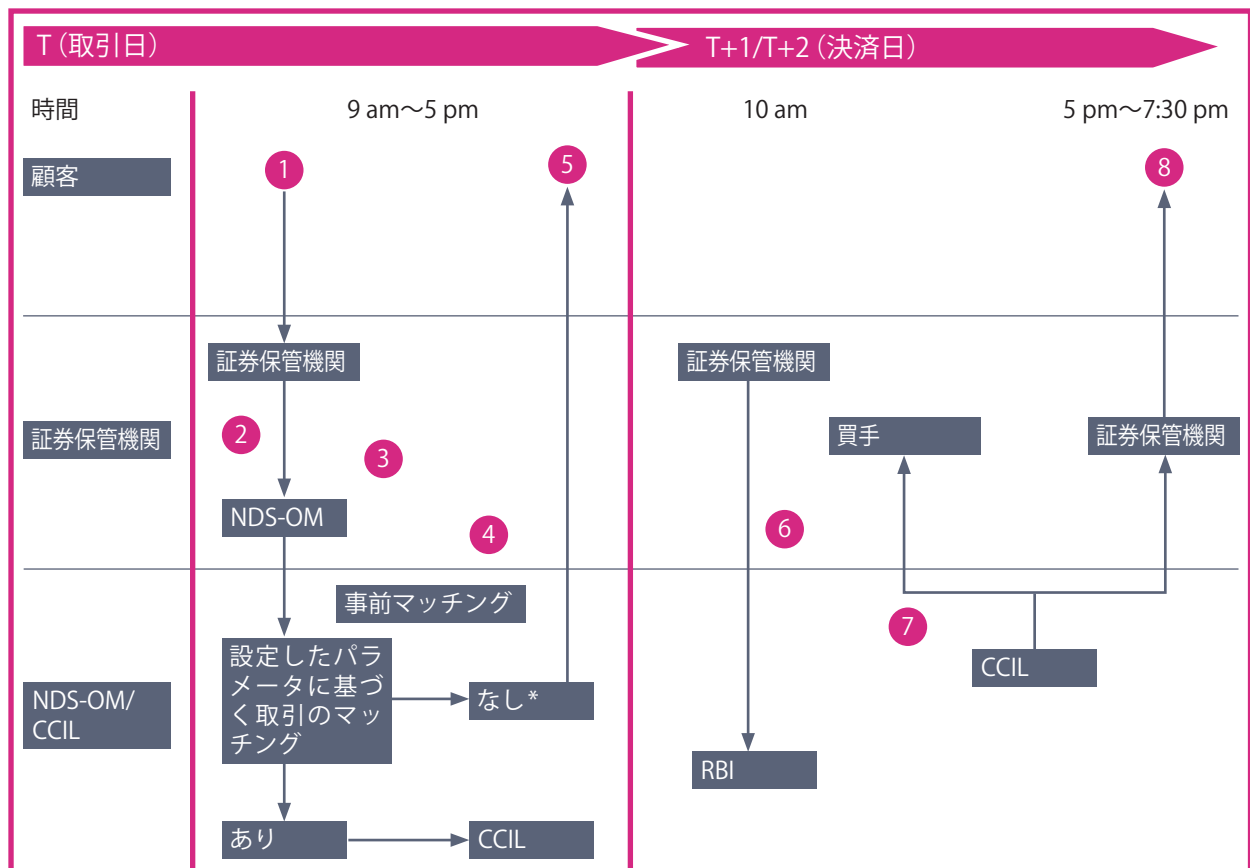 T（取引日）
T+1/T+2（決済日）
時間
9 am～5 pm
10 am
5 pm～7:30 pm
顧客
1
5
8
証券保管機関
証券保管機関
証券保管機関
2
買手
証券保管機関
3
NDS-OM
4
6
事前マッチング
7
設定したパラ
メータに基づ
く取引のマッ
チング
なし*
CCIL
NDS-OM/
CCIL
RBI
あり
CCIL